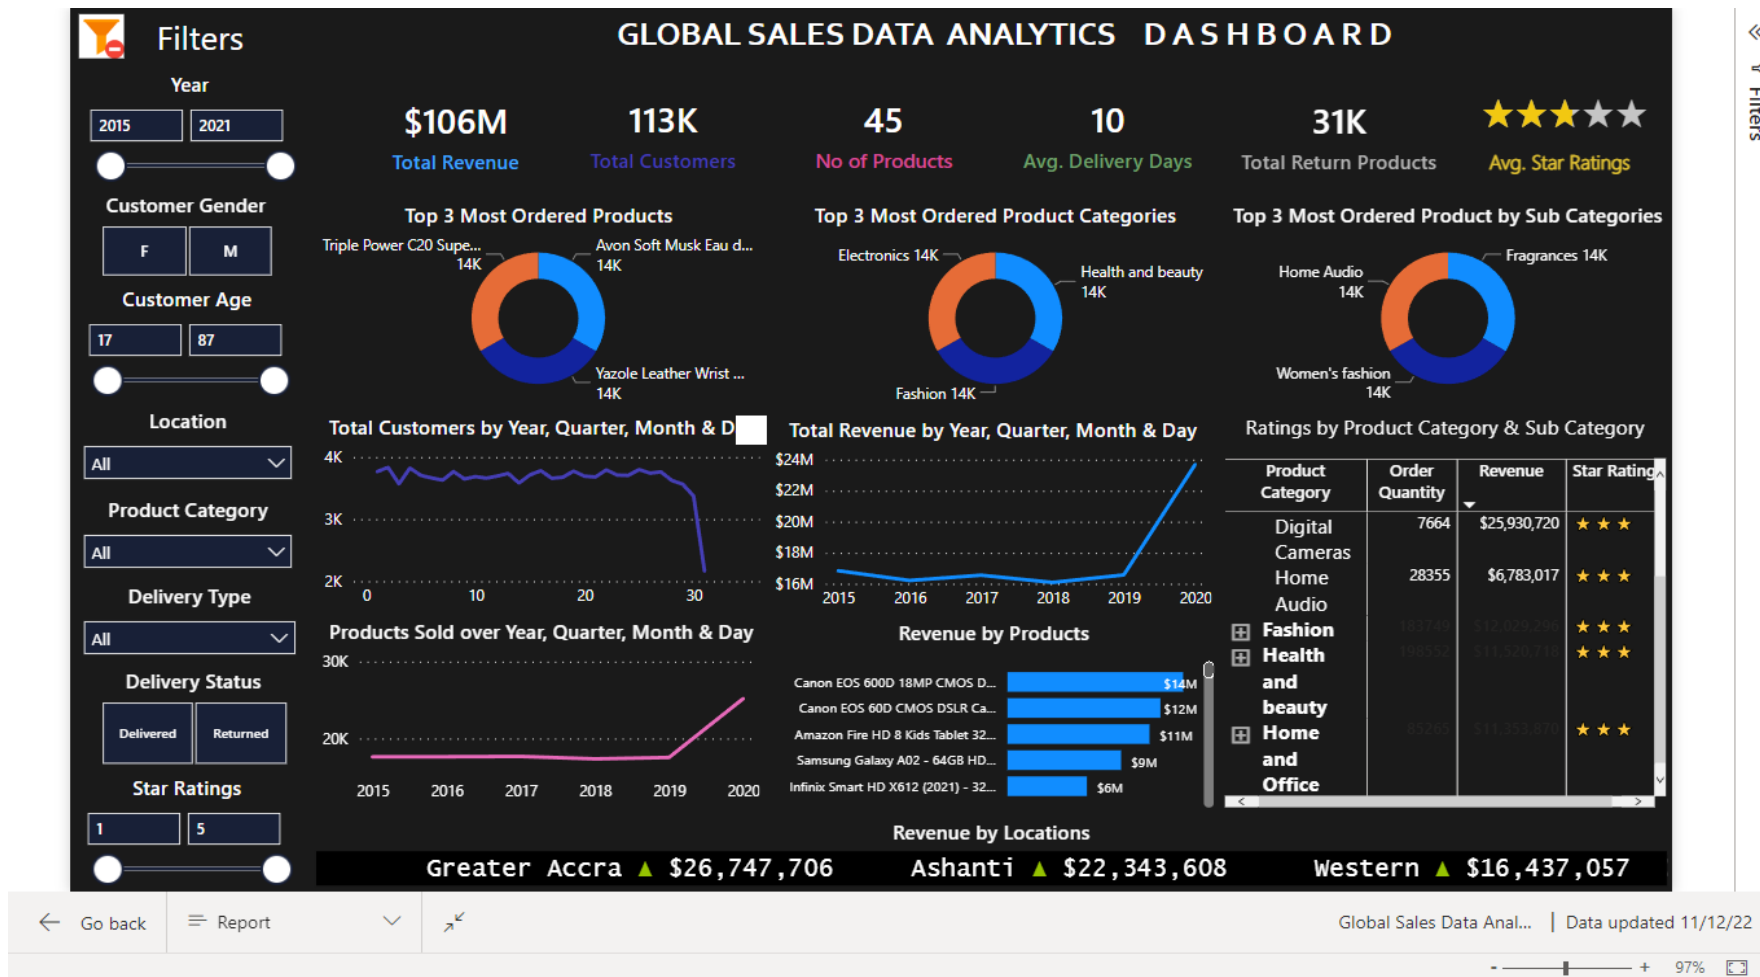 Filters
GLOBAL SALES DATA ANALYTICS DASHBOARD
Filters
Year
2015 2021
Customer Gender
F M
Customer Age
17 87
Location
All
Product Category
All
Delivery Type
All
Delivery Status
Delivered Returned
Star Ratings
1 5
$106M
Total Revenue
113K
Total Customers
45
No of Products
10
Avg. Delivery Days
31K
Total Return Products
Avg. Star Ratings
Top 3 Most Ordered Products
Triple Power C20 Supe...
14K
Avon Soft Musk Eau d...
14K
Yazole Leather Wrist ...
14K
Top 3 Most Ordered Product Categories
Electronics 14K
Health and beauty
14K
Fashion 14K
Top 3 Most Ordered Product by Sub Categories
Home Audio
14K
Fragrances 14K
Women's fashion
14K
Total Customers by Year, Quarter, Month & D
4K
3K
2K
0 10 20 30
Total Revenue by Year, Quarter, Month & Day
$24M
$22M
$20M
$18M
$16M
2015 2016 2017 2018 2019 2020
Ratings by Product Category & Sub Category
Product Category Order Quantity Revenue Star Rating
Digital Cameras 7664 $25,930,720
Home Audio 28355 $6,783,017
Fashion 183749 $12,029,296
Health and beauty 198552 $11,520,718
Home and Office 85265 $11,353,870
Products Sold over Year, Quarter, Month & Day
30K
20K
2015 2016 2017 2018 2019 2020
Revenue by Products
Canon EOS 600D 18MP CMOS D... $14M
Canon EOS 60D CMOS DSLR Ca... $12M
Amazon Fire HD 8 Kids Tablet 32... $11M
Samsung Galaxy A02 - 64GB HD... $9M
Infinix Smart HD X612 (2021) - 32... $6M
Revenue by Locations
Greater Accra ▲ $26,747,706 Ashanti ▲ $22,343,608 Western ▲ $16,437,057
Go back Report
Global Sales Data Anal... | Data updated 11/12/22
- + 97%